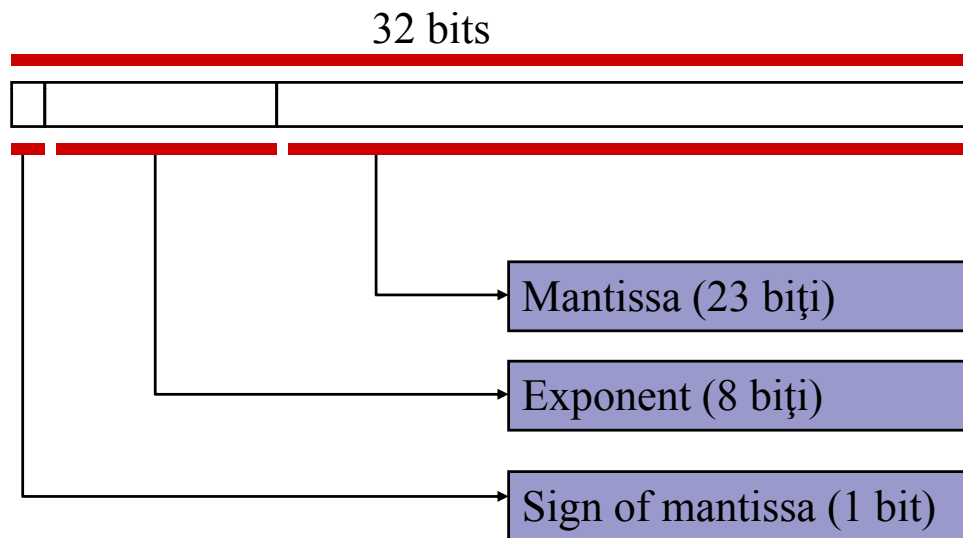 32 bits
Mantissa (23 biţi)
Exponent (8 biţi)
Sign of mantissa (1 bit)